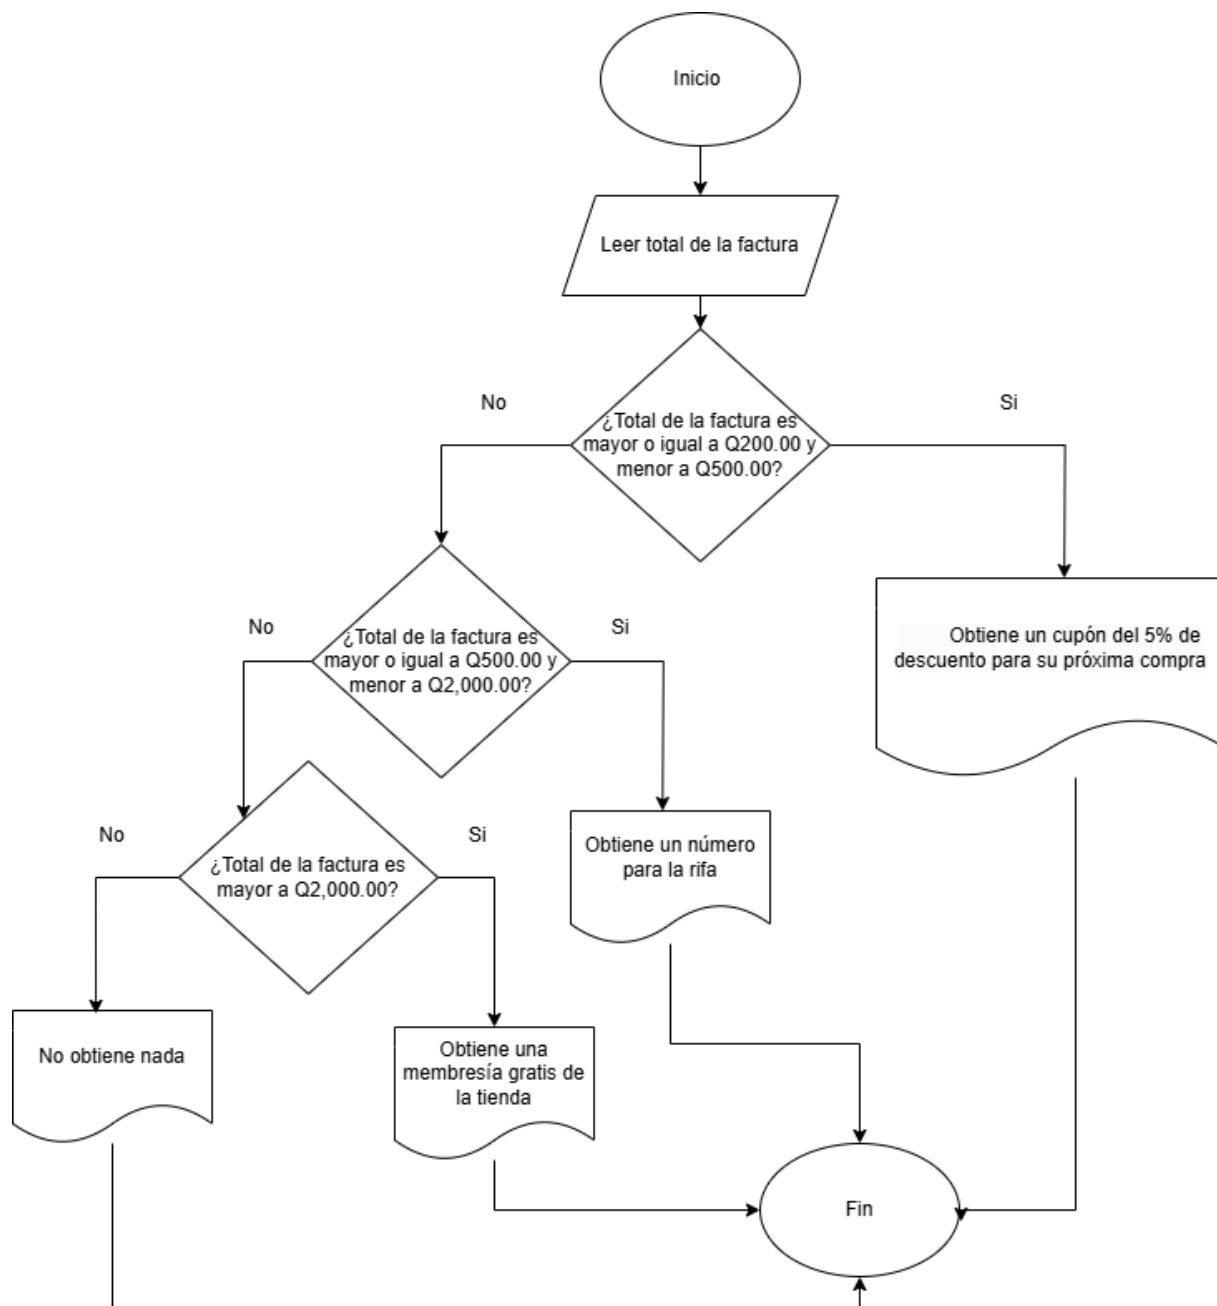 Inicio
Leer total de la factura
No
Si
¿Total de la factura es
mayor o igual a Q200.00 y
menor a Q500.00?
No
Si
¿Total de la factura es
mayor o igual a Q500.00 y
menor a Q2,000.00?
Obtiene un cupón del 5% de
descuento para su próxima compra
No
Si
¿Total de la factura es
mayor a Q2,000.00?
Obtiene un número
para la rifa
No obtiene nada
Obtiene una
membresía gratis de
la tienda
Fin